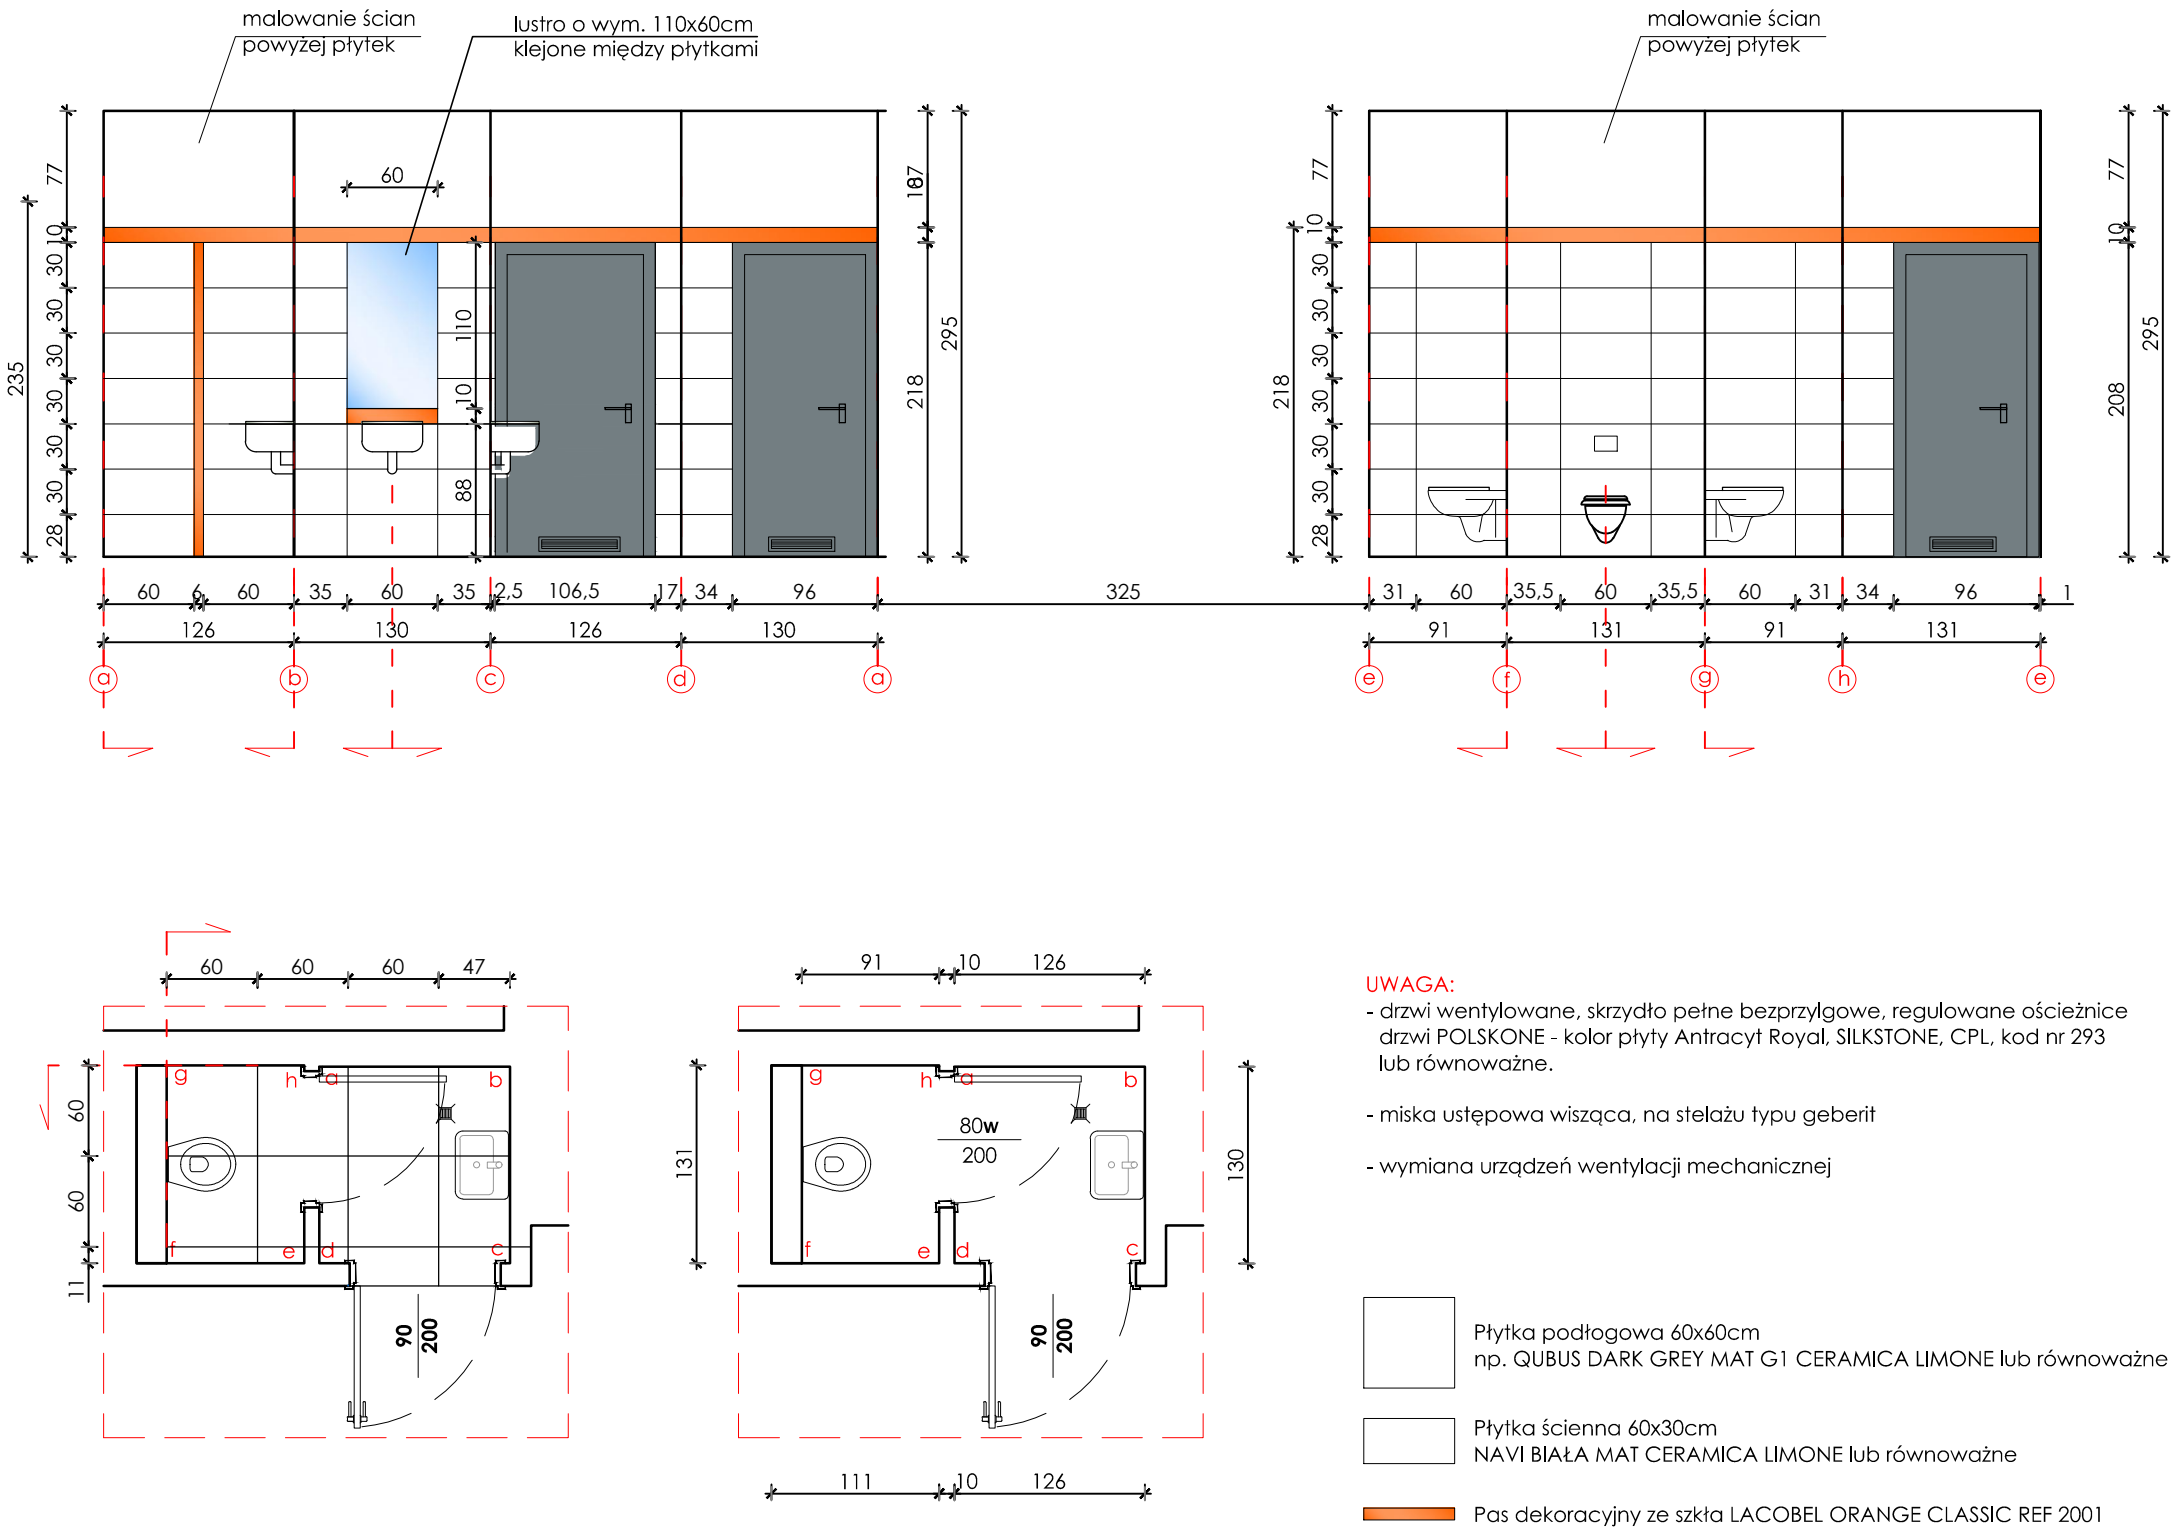 malowanie ścian
powyżej płytek
lustro o wym. 110x60cm
klejone między płytkami
malowanie ścian
powyżej płytek
60
77
10
30
30
30
30
30
30
28
235
110
10
88
218
295
77
10
30
30
30
30
30
30
28
218
77
10
208
295
60 6 60 35 60 35 2,5 106,5 17 34 96 325 31 60 35,5 60 35,5 60 31 34 96 1
126 130 126 130 91 131 91 131
a b c d a e f g h e
60 60 60 47
60
60
11
g h a b
f e d c
90
200
91 10 126
131
130
g h a b
80w
200
f e d c
90
200
111 10 126
UWAGA:
- drzwi wentylowane, skrzydło pełne bezprzylgowe, regulowane ościeżnice
drzwi POLSKONE - kolor płyty Antracyt Royal, SILKSTONE, CPL, kod nr 293
lub równoważne.
- miska ustępowa wisząca, na stelażu typu geberit
- wymiana urządzeń wentylacji mechanicznej
Płytka podłogowa 60x60cm
np. QUBUS DARK GREY MAT G1 CERAMICA LIMONE lub równoważne
Płytka ścienna 60x30cm
NAVI BIAŁA MAT CERAMICA LIMONE lub równoważne
Pas dekoracyjny ze szkła LACOBEL ORANGE CLASSIC REF 2001